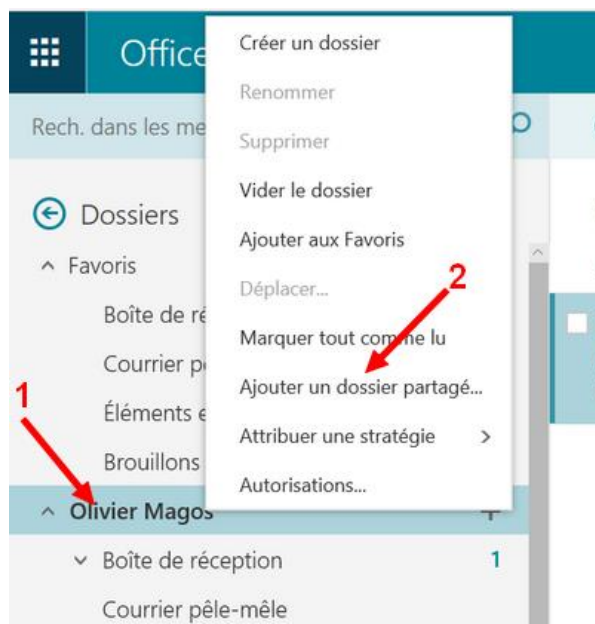 Office
Créer un dossier
Renommer
Rech. dans les me
Supprimer
Vider le dossier
Dossiers
Ajouter aux Favoris
Favoris
Déplacer...
2
Boîte de ré
Marquer tout comme lu
Courrier p
Ajouter un dossier partagé...
1
Éléments e
Attribuer une stratégie
Brouillons
Autorisations...
Olivier Magos
Boîte de réception 1
Courrier pêle-mêle